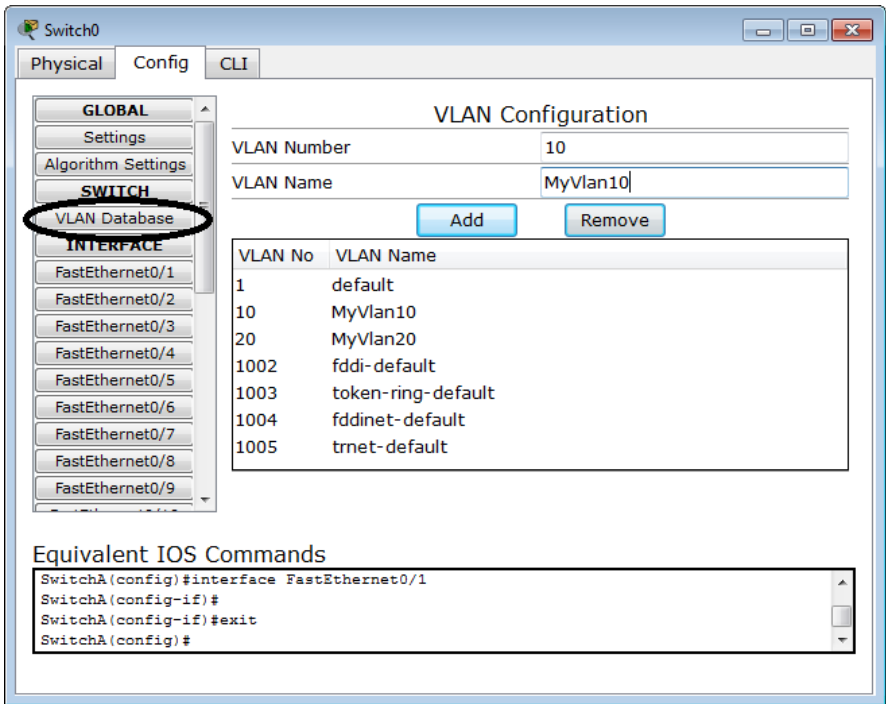 Switch0
Physical Config CLI
GLOBAL
Settings
Algorithm Settings
SWITCH
VLAN Database
INTERFACE
FastEthernet0/1
FastEthernet0/2
FastEthernet0/3
FastEthernet0/4
FastEthernet0/5
FastEthernet0/6
FastEthernet0/7
FastEthernet0/8
FastEthernet0/9
VLAN Configuration
VLAN Number 10
VLAN Name MyVlan10
Add Remove
VLAN No VLAN Name
1 default
10 MyVlan10
20 MyVlan20
1002 fddi-default
1003 token-ring-default
1004 fddinet-default
1005 trnet-default
Equivalent IOS Commands
SwitchA(config)#interface FastEthernet0/1
SwitchA(config-if)#
SwitchA(config-if)#exit
SwitchA(config)#